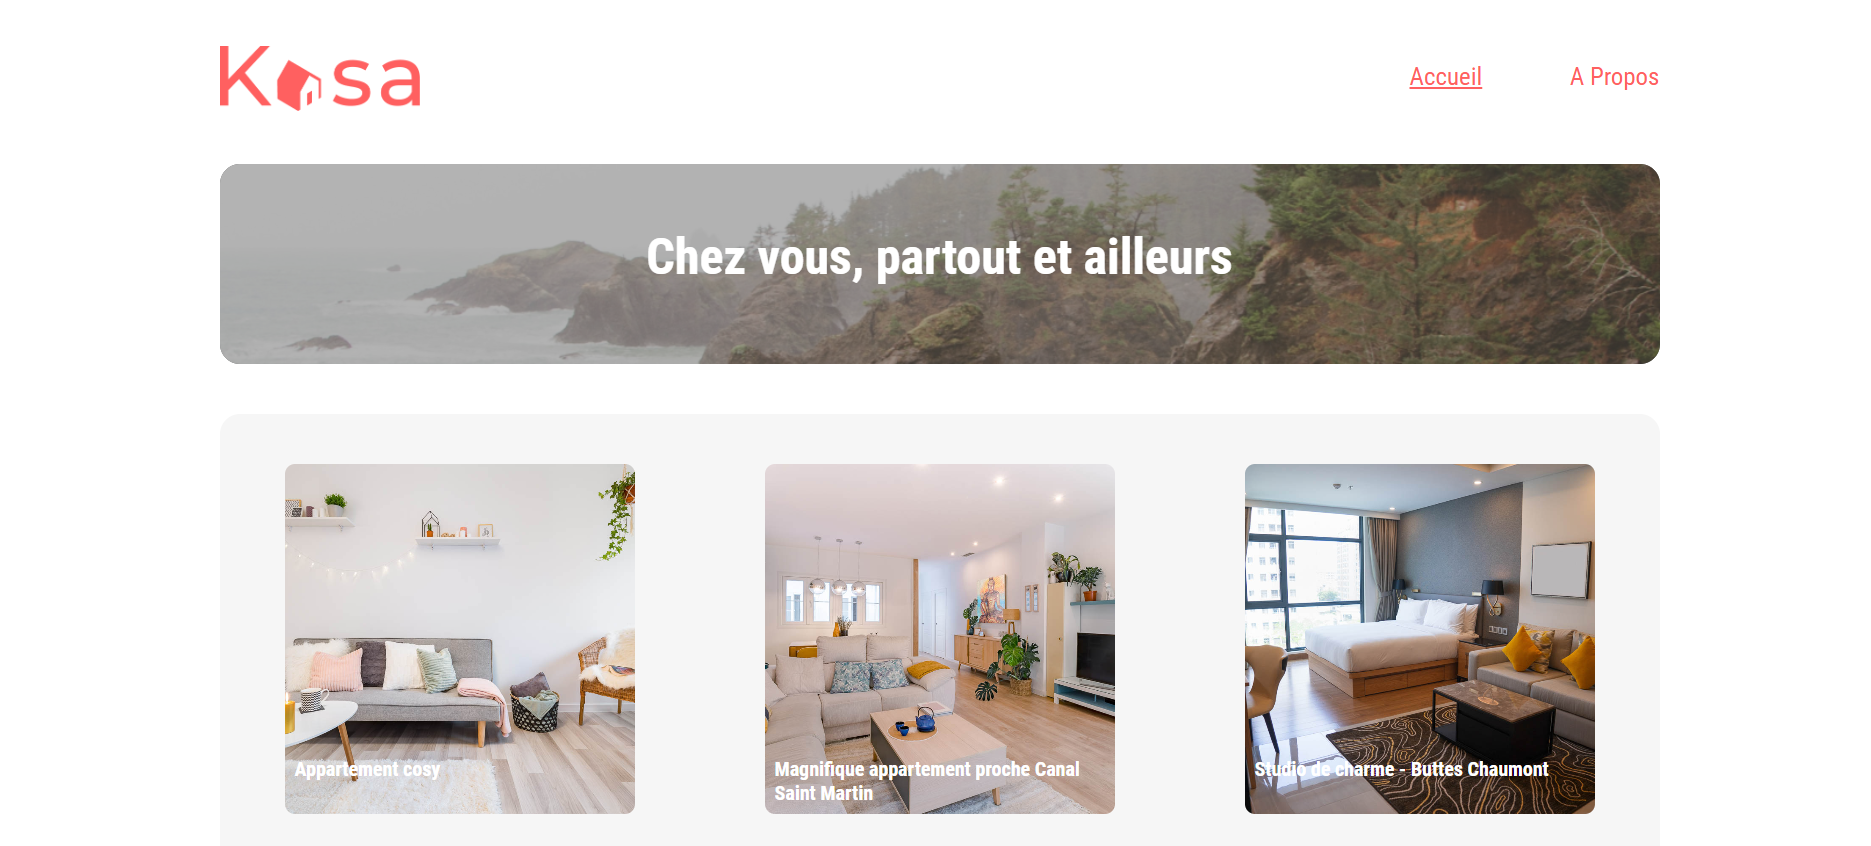 Kasa
Accueil
A Propos
Chez vous, partout et ailleurs
Appartement cosy
Magnifique appartement proche Canal
Saint Martin
Studio de charme - Buttes Chaumont